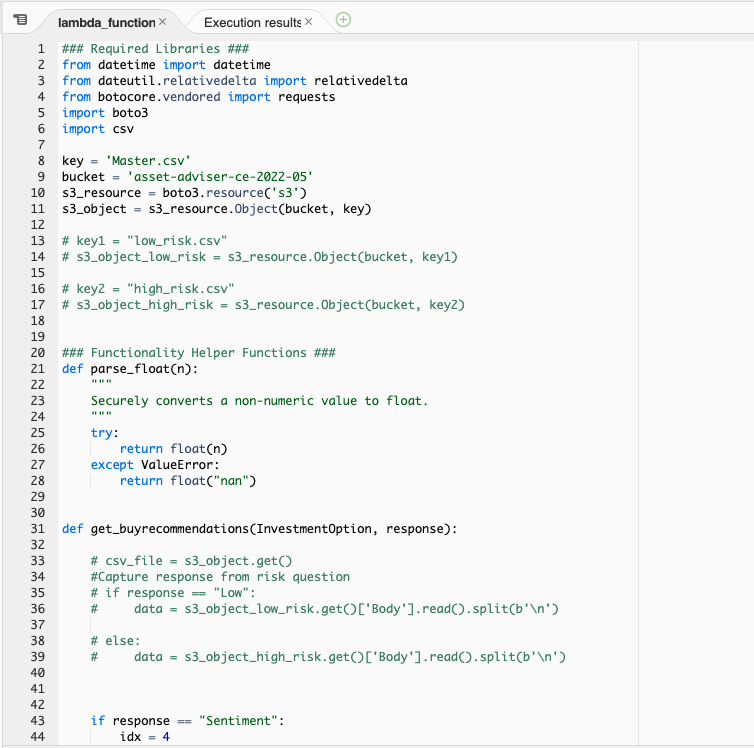 lambda_function × Execution results ×
1 ### Required Libraries ###
2 from datetime import datetime
3 from dateutil.relativedelta import relativedelta
4 from botocore.vendored import requests
5 import boto3
6 import csv
7
8 key = 'Master.csv'
9 bucket = 'asset-adviser-ce-2022-05'
10 s3_resource = boto3.resource('s3')
11 s3_object = s3_resource.Object(bucket, key)
12
13 # key1 = "low_risk.csv"
14 # s3_object_low_risk = s3_resource.Object(bucket, key1)
15
16 # key2 = "high_risk.csv"
17 # s3_object_high_risk = s3_resource.Object(bucket, key2)
18
19
20 ### Functionality Helper Functions ###
21 def parse_float(n):
22     """
23     Securely converts a non-numeric value to float.
24     """
25     try:
26         return float(n)
27     except ValueError:
28         return float("nan")
29
30
31 def get_buyrecommendations(InvestmentOption, response):
32
33     # csv_file = s3_object.get()
34     #Capture response from risk question
35     # if response == "Low":
36     #     data = s3_object_low_risk.get()['Body'].read().split(b'\n')
37
38     # else:
39     #     data = s3_object_high_risk.get()['Body'].read().split(b'\n')
40
41
42
43     if response == "Sentiment":
44         idx = 4